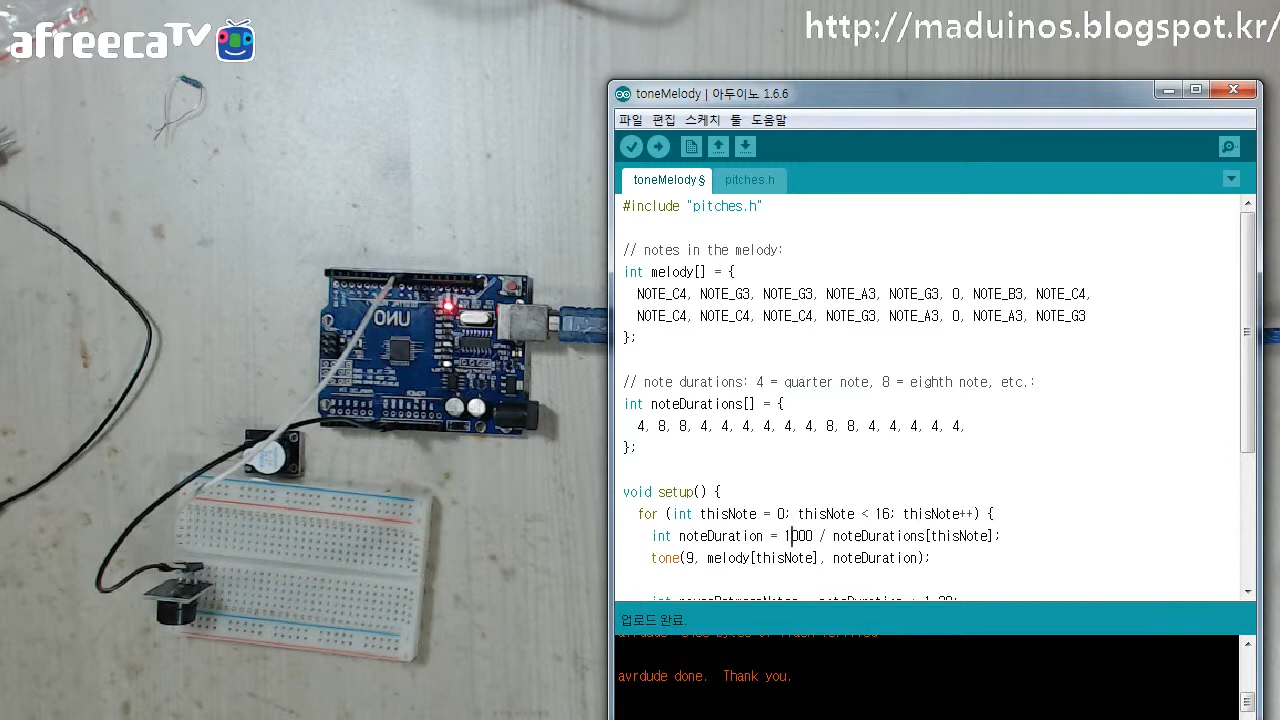 afreecaTV
http://maduinos.blogspot.kr/
toneMelody | 아두이노 1.6.6
파일 편집 스케치 툴 도움말
toneMelody § pitches.h
#include "pitches.h"
// notes in the melody:
int melody[] = {
NOTE_C4, NOTE_G3, NOTE_G3, NOTE_A3, NOTE_G3, 0, NOTE_B3, NOTE_C4,
NOTE_C4, NOTE_C4, NOTE_C4, NOTE_G3, NOTE_A3, 0, NOTE_A3, NOTE_G3
};
// note durations: 4 = quarter note, 8 = eighth note, etc.:
int noteDurations[] = {
4, 8, 8, 4, 4, 4, 4, 4, 4, 8, 8, 4, 4, 4, 4, 4,
};
void setup() {
for (int thisNote = 0; thisNote < 16; thisNote++) {
int noteDuration = 1000 / noteDurations[thisNote];
tone(9, melody[thisNote], noteDuration);
업로드 완료.
avrdude done. Thank you.
UNO